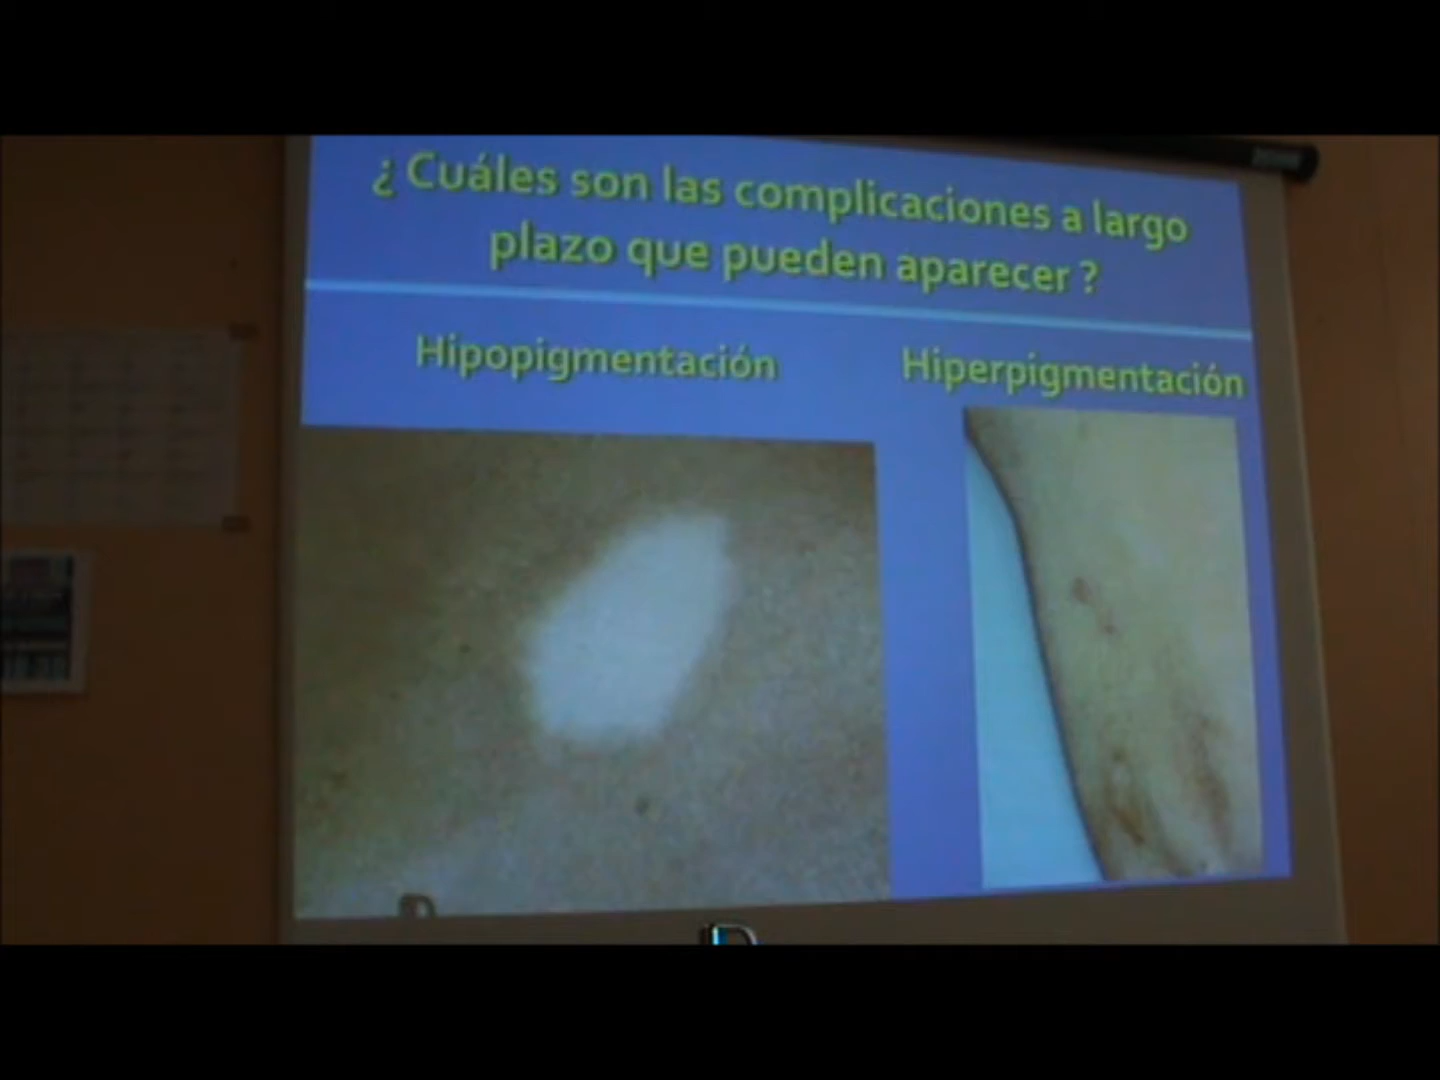 ¿ Cuáles son las complicaciones a largo
plazo que pueden aparecer ?
Hipopigmentación
Hiperpigmentación